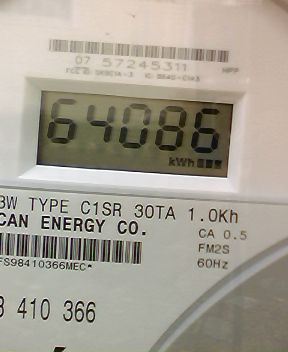 07 57245311
64086
kWh
3W TYPE C1SR 30TA 1.0Kh
CAN ENERGY CO.
CA 0.5
FM2S
FS98410366MEC*
60Hz
410 366